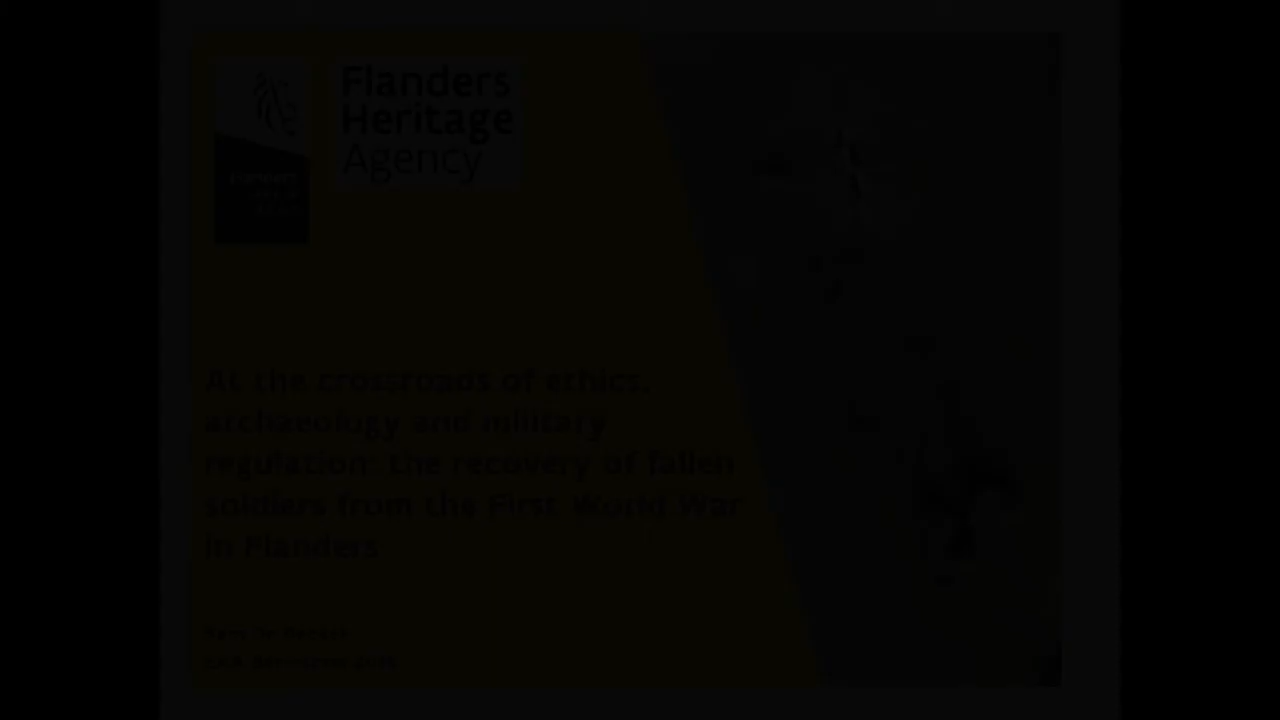 Flanders
Heritage
Agency
At the crossroads of ethics,
archaeology and military
regulation: the recovery of fallen
soldiers from the First World War
in Flanders